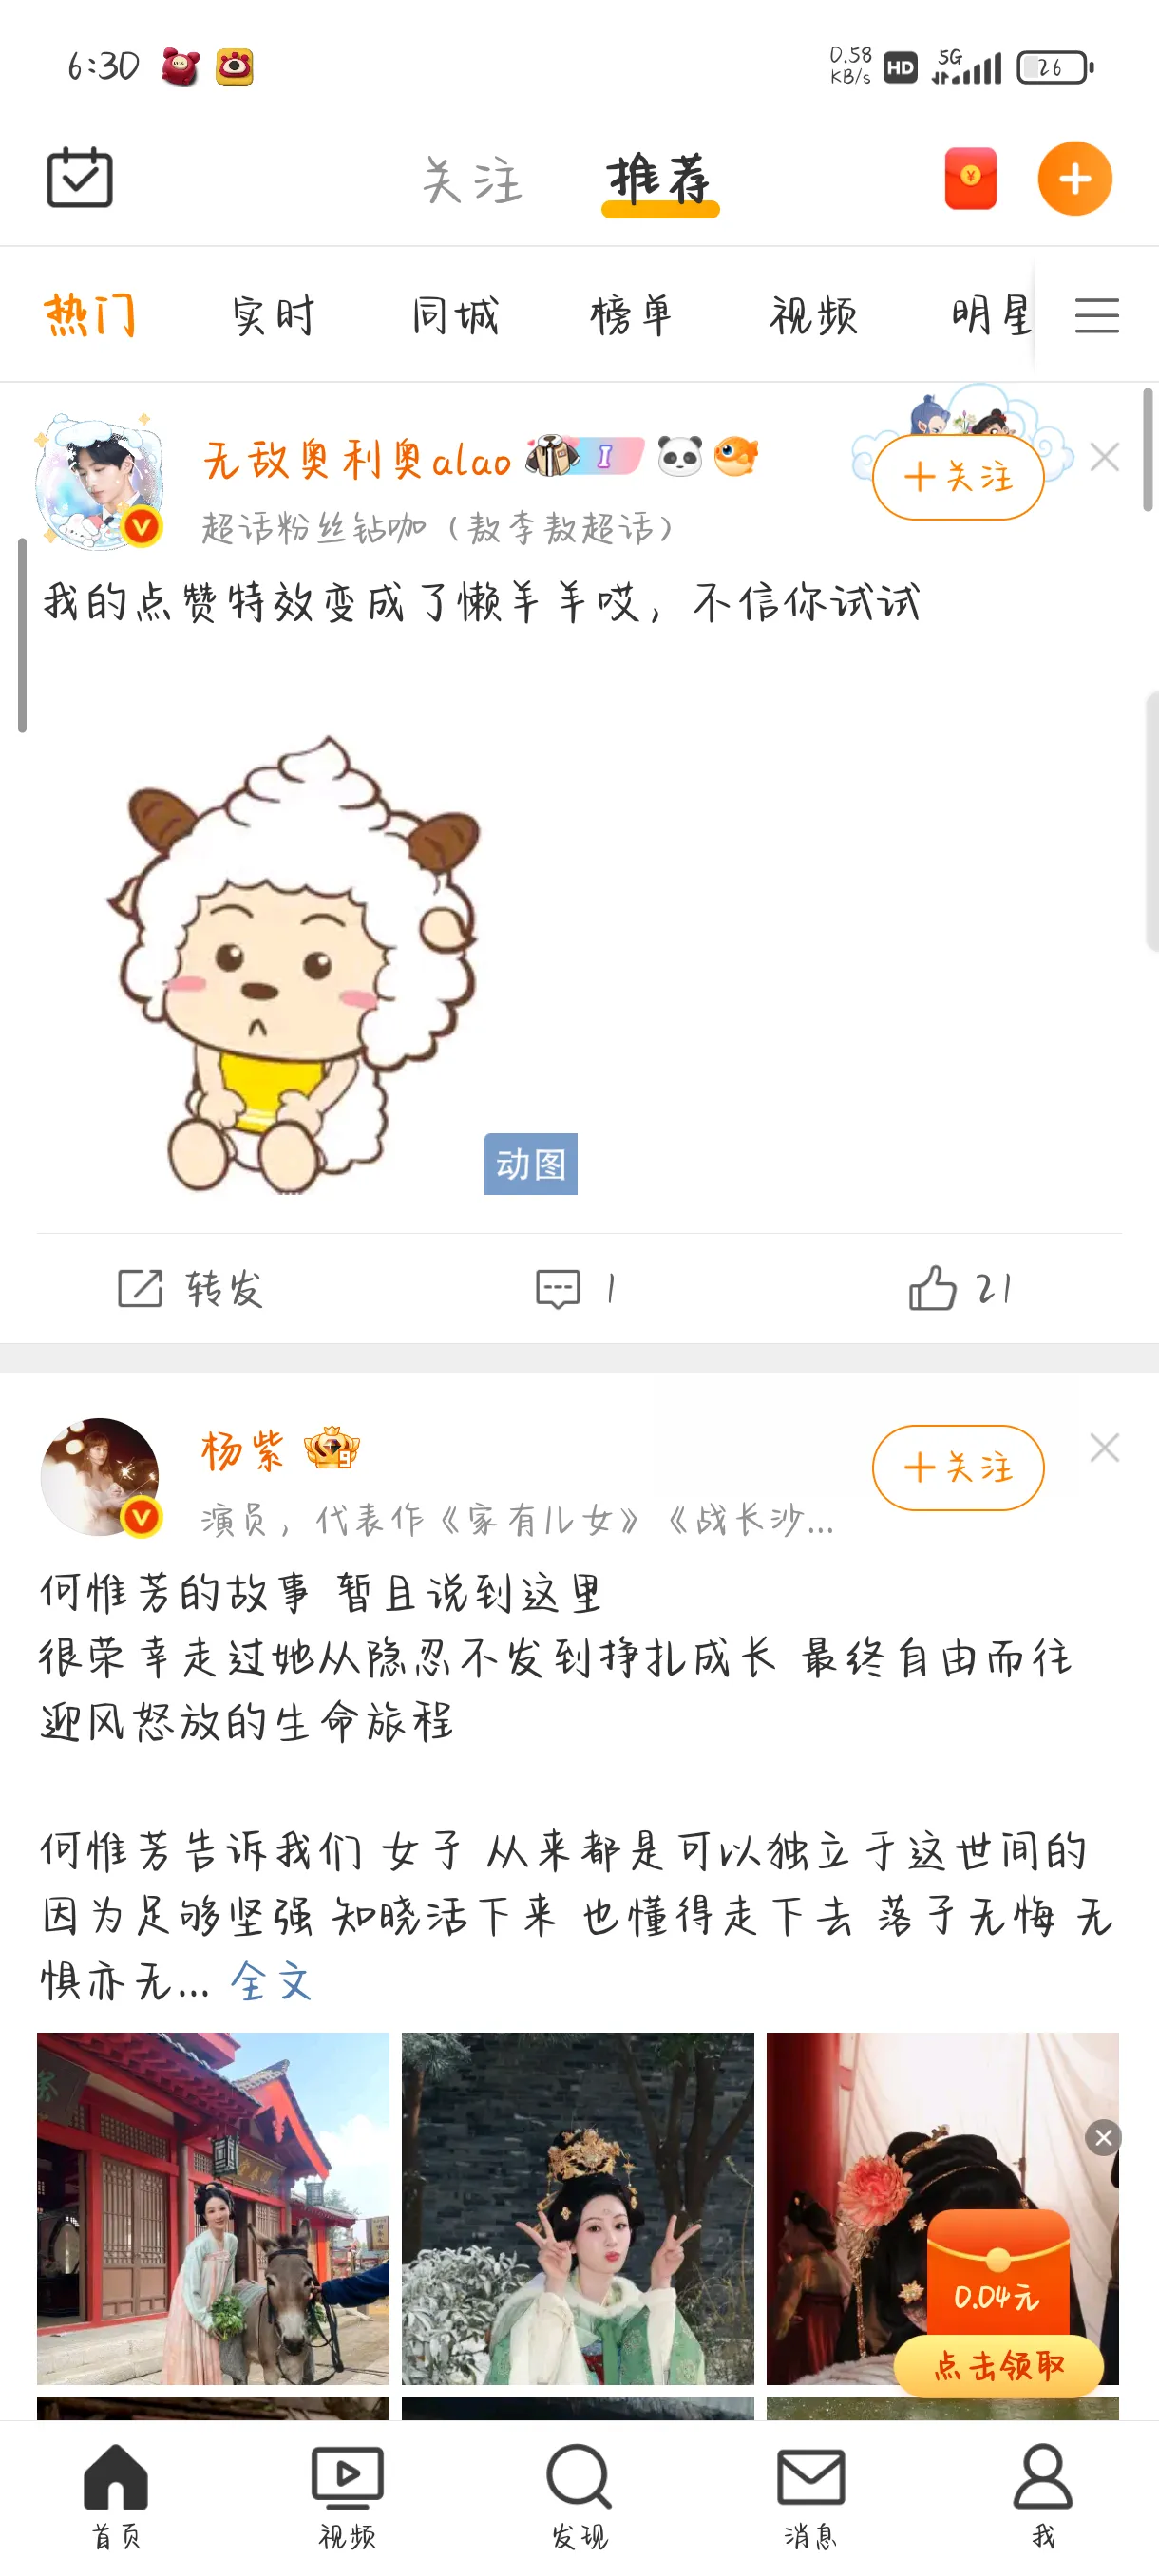 6:30
0.58
KB/s
HD
5G
26
关注
推荐
热门
实时
同城
榜单
视频
明星
无敌奥利奥alao
I
+关注
超话粉丝钻咖（敖李敖超话）
我的点赞特效变成了懒羊羊哎，不信你试试
动图
转发
1
21
杨紫
9
+关注
演员，代表作《家有儿女》《战长沙...
何惟芳的故事 暂且说到这里
很荣幸走过她从隐忍不发到挣扎成长 最终自由而往
迎风怒放的生命旅程
何惟芳告诉我们 女子 从来都是可以独立于这世间的
因为足够坚强 知晓活下来 也懂得走下去 落子无悔 无
惧亦无... 全文
0.04元
点击领取
首页
视频
发现
消息
我